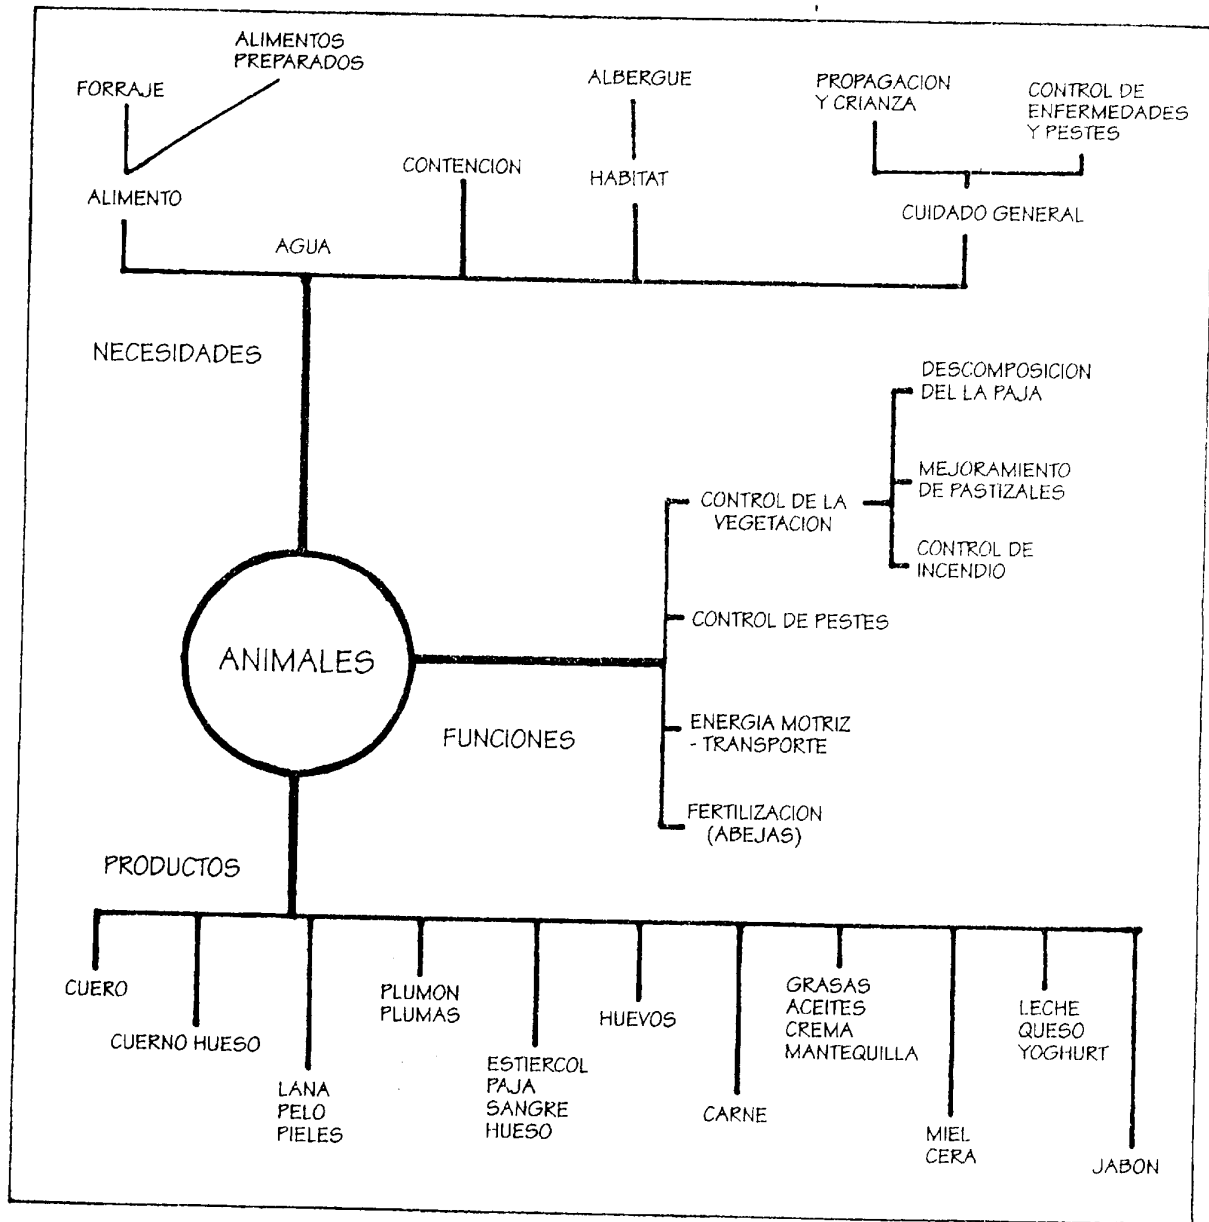 ALIMENTOS
PREPARADOS
FORRAJE
ALBERGUE
PROPAGACION
Y CRIANZA
CONTROL DE
ENFERMEDADES
Y PESTES
ALIMENTO
CONTENCION
HABITAT
CUIDADO GENERAL
AGUA
NECESIDADES
DESCOMPOSICION
DEL LA PAJA
MEJORAMIENTO
DE PASTIZALES
CONTROL DE LA
VEGETACION
CONTROL DE
INCENDIO
CONTROL DE PESTES
ANIMALES
FUNCIONES
ENERGIA MOTRIZ
- TRANSPORTE
FERTILIZACION
(ABEJAS)
PRODUCTOS
CUERO
CUERNO HUESO
LANA
PELO
PIELES
PLUMON
PLUMAS
ESTIERCOL
PAJA
SANGRE
HUESO
HUEVOS
CARNE
GRASAS
ACEITES
CREMA
MANTEQUILLA
MIEL
CERA
LECHE
QUESO
YOGHURT
JABON